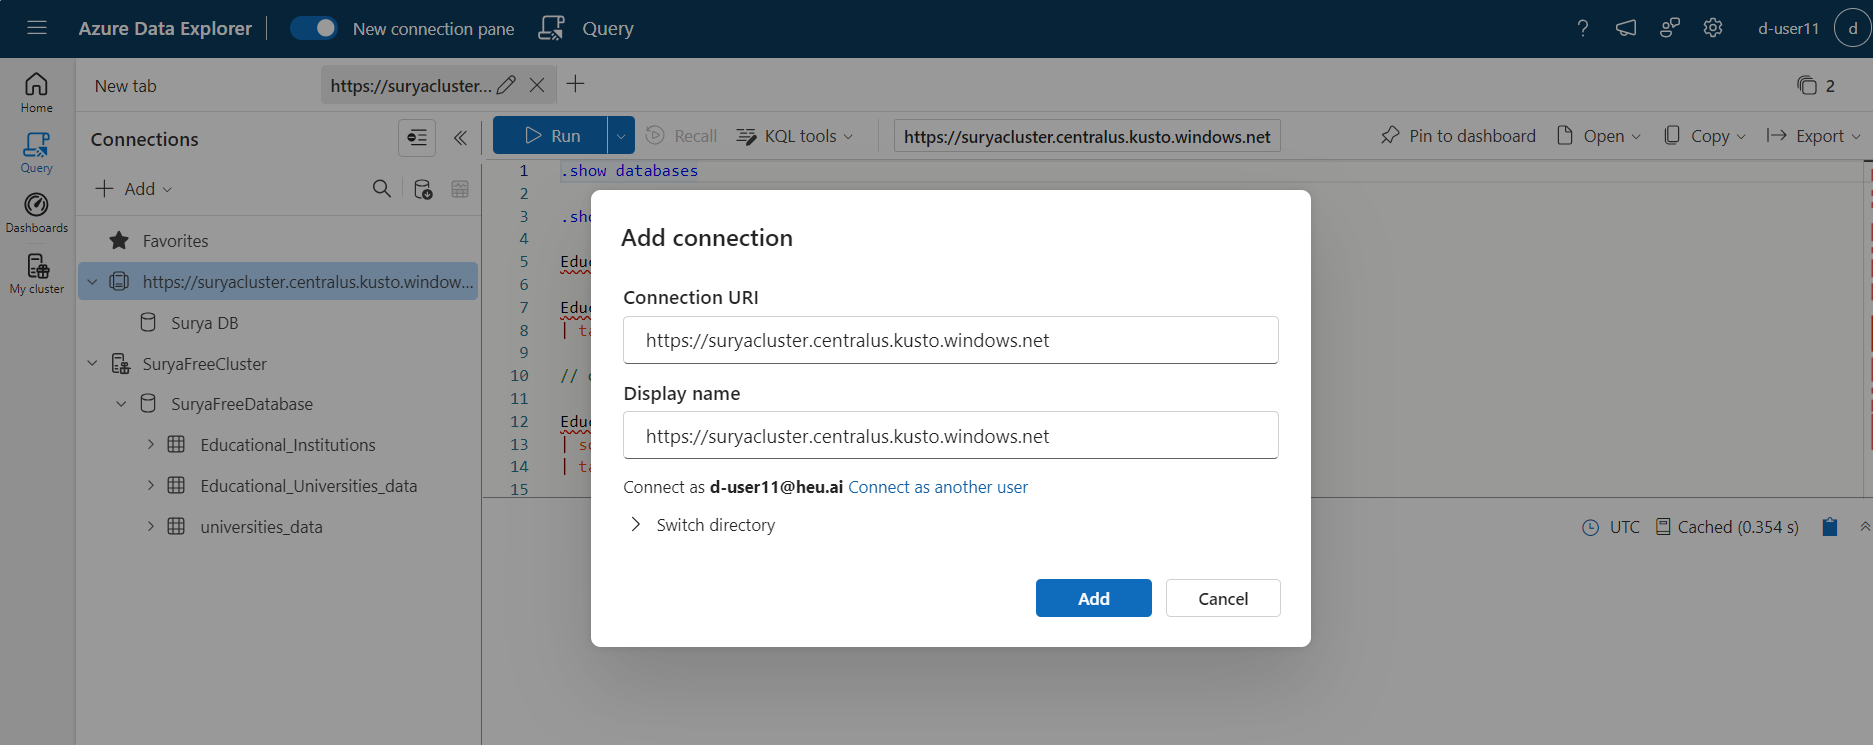 Azure Data Explorer
New connection pane
Query
d-user11
d
Home
Query
Dashboards
My cluster
New tab
https://suryacluster...
2
Connections
Add
Favorites
https://suryacluster.centralus.kusto.window...
Surya DB
SuryaFreeCluster
SuryaFreeDatabase
Educational_Institutions
Educational_Universities_data
universities_data
Run
Recall
KQL tools
https://suryacluster.centralus.kusto.windows.net
Pin to dashboard
Open
Copy
Export
1 .show databases
2
3
4
5
6
7
8
9
10 //
11
12
13 |
14 |
15
Add connection
Connection URI
https://suryacluster.centralus.kusto.windows.net
Display name
https://suryacluster.centralus.kusto.windows.net
Connect as d-user11@heu.ai Connect as another user
Switch directory
Add
Cancel
UTC
Cached (0.354 s)